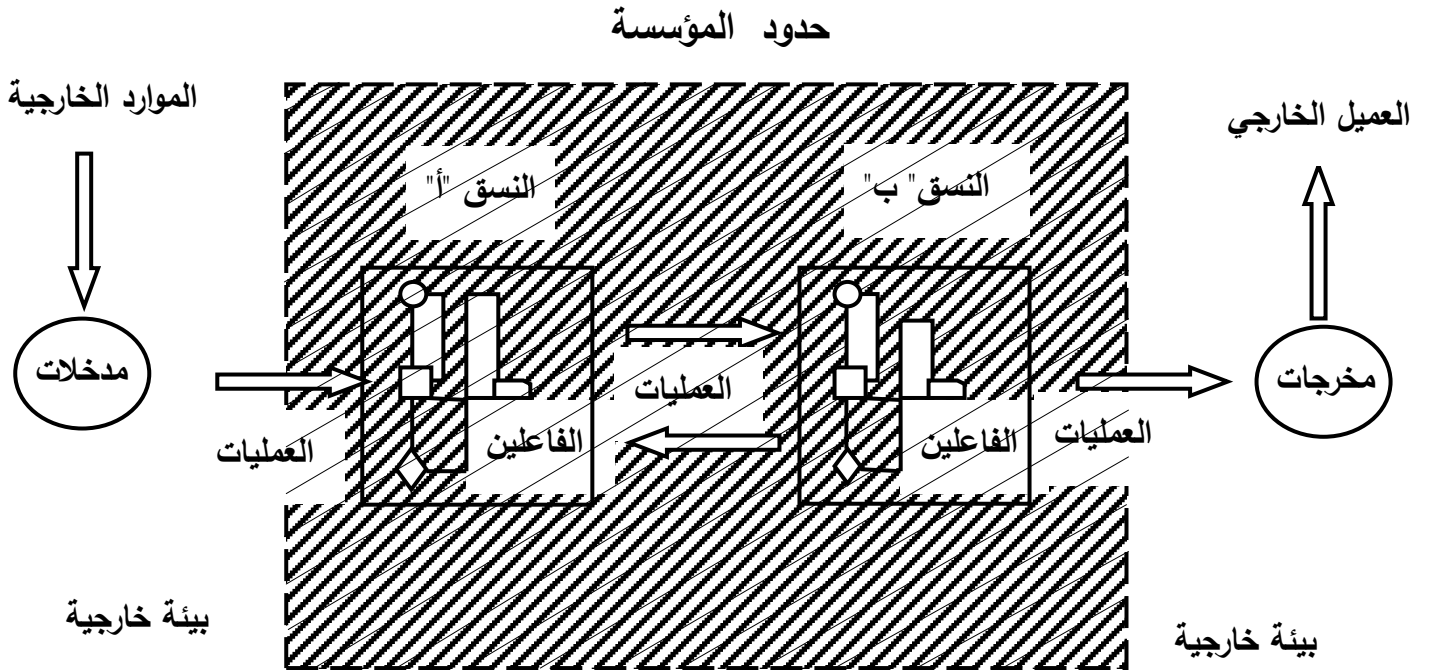 حدود المؤسسة
الموارد الخارجية
العميل الخارجي
النسق "أ"
النسق" ب"
مدخلات
العمليات
الفاعلين
العمليات
الفاعلين
العمليات
مخرجات
بيئة خارجية
بيئة خارجية